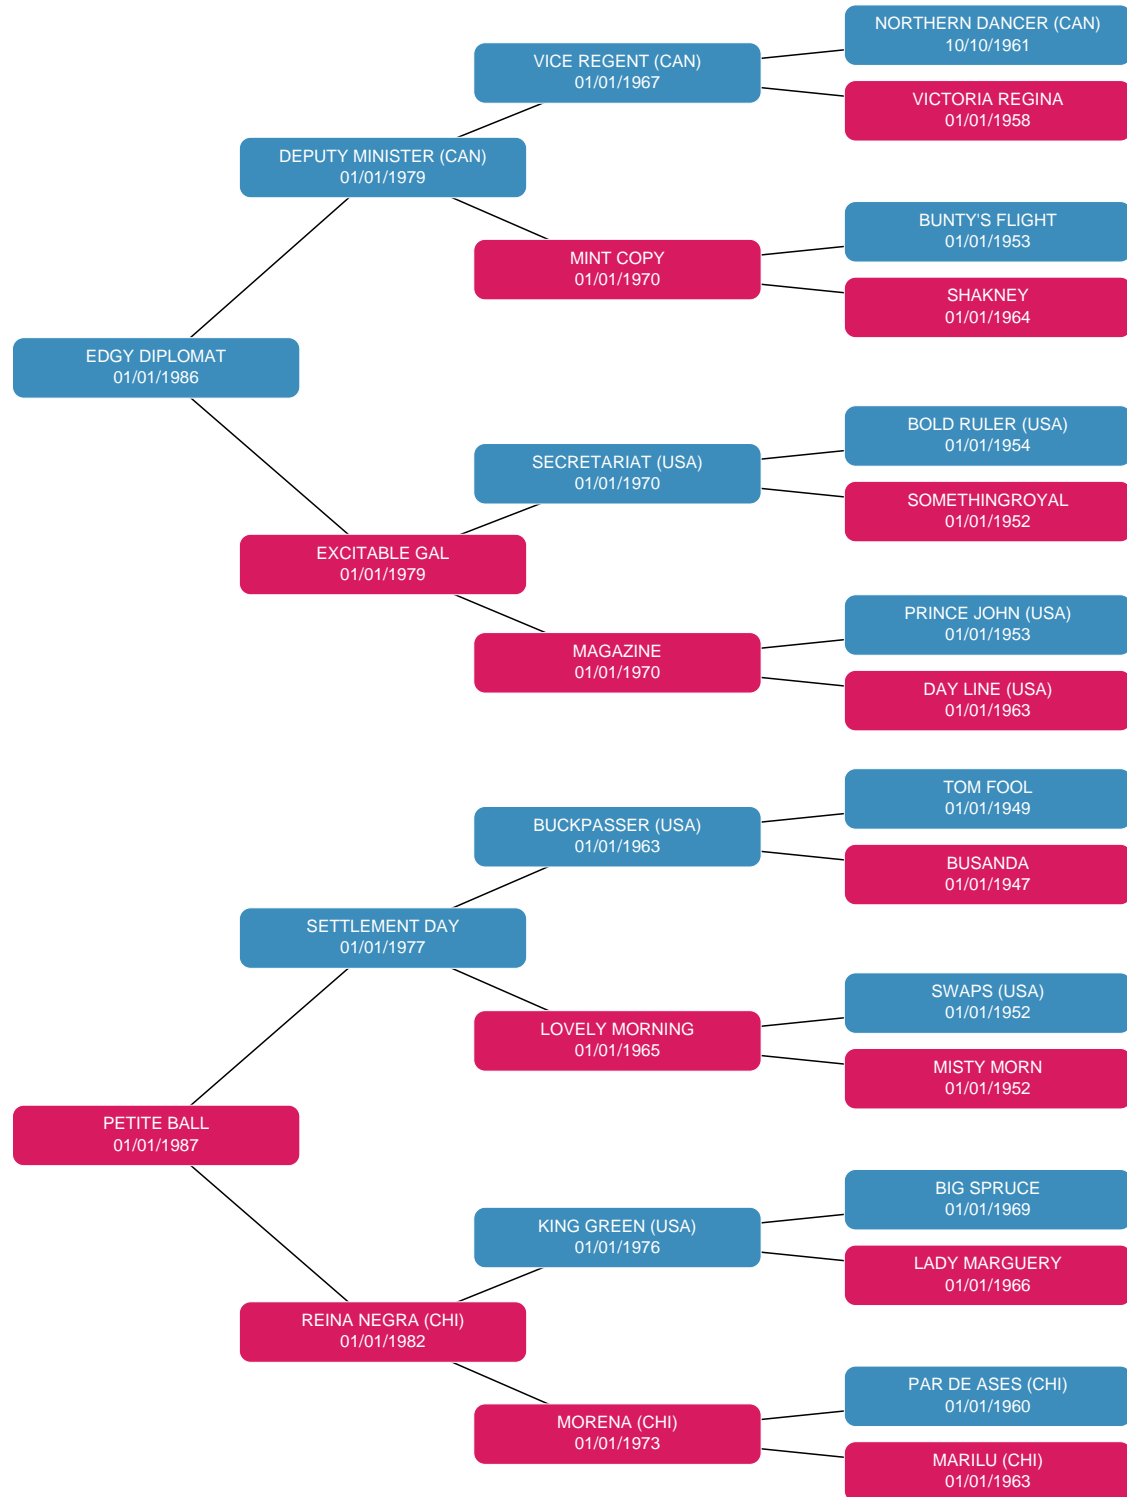 NORTHERN DANCER (CAN)
10/10/1961
VICE REGENT (CAN)
01/01/1967
VICTORIA REGINA
01/01/1958
DEPUTY MINISTER (CAN)
01/01/1979
BUNTY'S FLIGHT
01/01/1953
MINT COPY
01/01/1970
SHAKNEY
01/01/1964
EDGY DIPLOMAT
01/01/1986
BOLD RULER (USA)
01/01/1954
SECRETARIAT (USA)
01/01/1970
SOMETHINGROYAL
01/01/1952
EXCITABLE GAL
01/01/1979
PRINCE JOHN (USA)
01/01/1953
MAGAZINE
01/01/1970
DAY LINE (USA)
01/01/1963
TOM FOOL
01/01/1949
BUCKPASSER (USA)
01/01/1963
BUSANDA
01/01/1947
SETTLEMENT DAY
01/01/1977
SWAPS (USA)
01/01/1952
LOVELY MORNING
01/01/1965
MISTY MORN
01/01/1952
PETITE BALL
01/01/1987
BIG SPRUCE
01/01/1969
KING GREEN (USA)
01/01/1976
LADY MARGUERY
01/01/1966
REINA NEGRA (CHI)
01/01/1982
PAR DE ASES (CHI)
01/01/1960
MORENA (CHI)
01/01/1973
MARILU (CHI)
01/01/1963